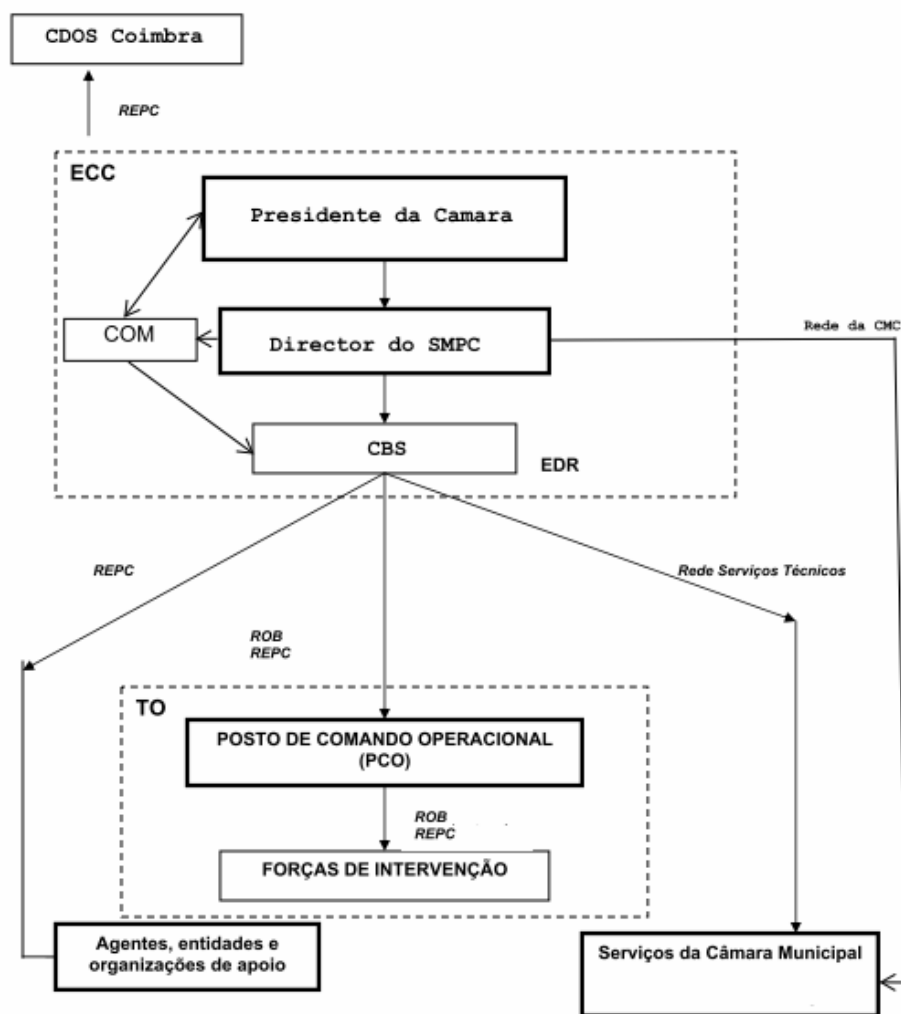 CDOS Coimbra
REPC
ECC
Presidente da Camara
COM
Director do SMPC
Rede da CMC
CBS
EDR
REPC
Rede Serviços Técnicos
ROB
REPC
TO
POSTO DE COMANDO OPERACIONAL
(PCO)
ROB
REPC
FORÇAS DE INTERVENÇÃO
Agentes, entidades e
organizações de apoio
Serviços da Câmara Municipal